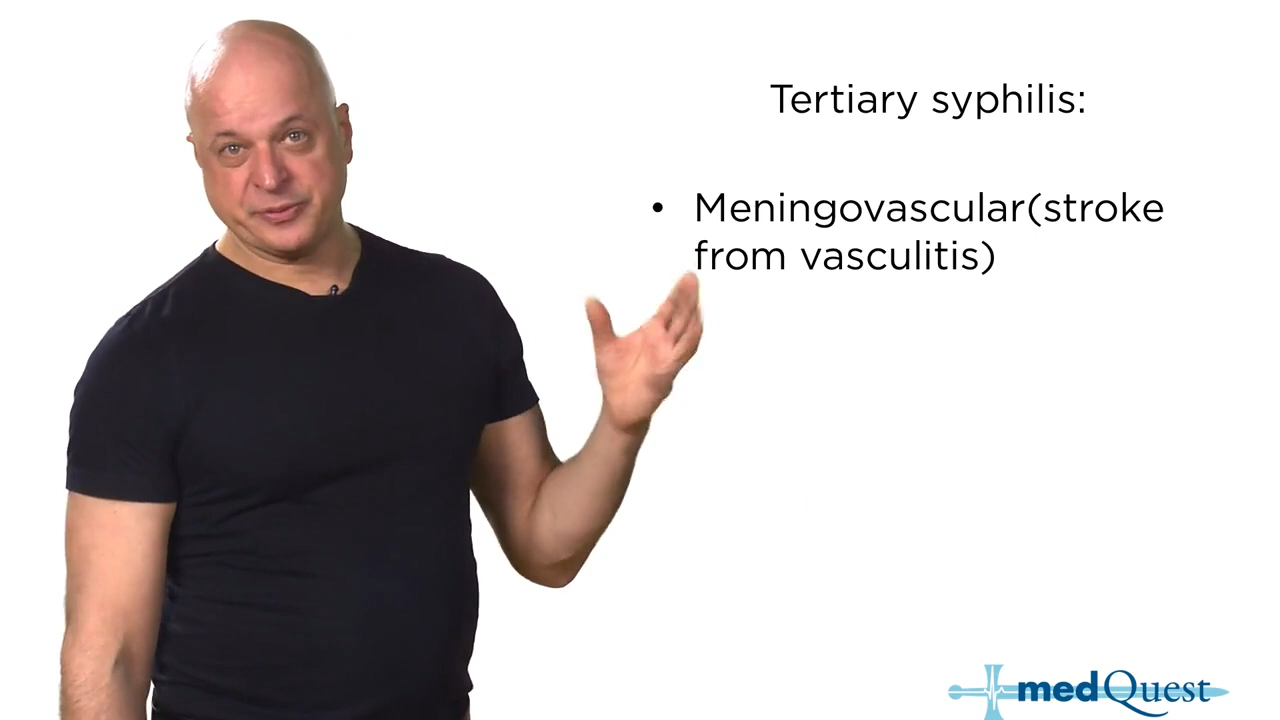 Tertiary syphilis:
• Meningovascular(stroke
from vasculitis)
medQuest